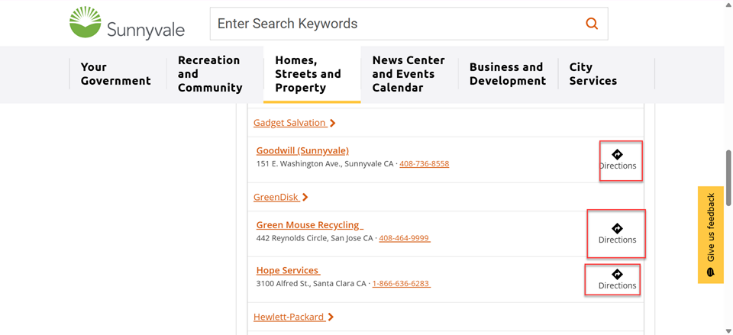 Sunnyvale
Enter Search Keywords
Your
Government
Recreation
and
Community
Homes,
Streets and
Property
News Center
and Events
Calendar
Business and
Development
City
Services
Gadget Salvation
Goodwill (Sunnyvale)
151 E. Washington Ave., Sunnyvale CA · 408-736-8558
Directions
GreenDisk
Green Mouse Recycling
442 Reynolds Circle, San Jose CA · 408-464-9999
Directions
Hope Services
3100 Alfred St., Santa Clara CA · 1-866-636-6283
Directions
Hewlett-Packard
Give us feedback